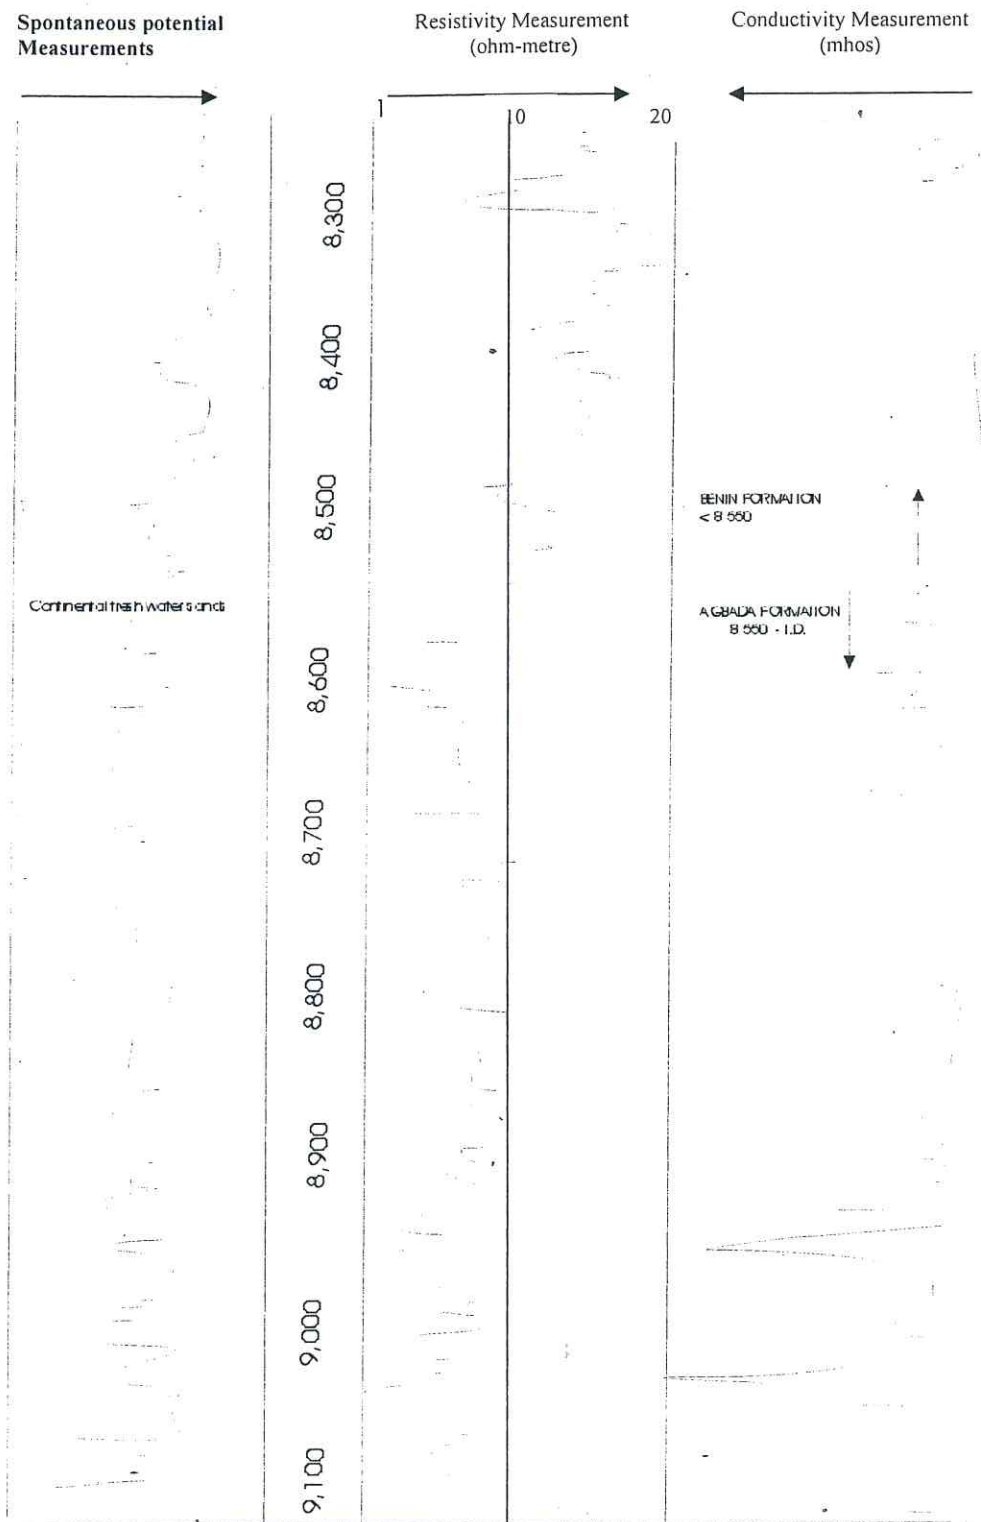 Spontaneous potential
Measurements
Resistivity Measurement
(ohm-metre)
Conductivity Measurement
(mhos)
1
10
20
8,300
8,400
8,500
BENIN FORMATION
< 8 550
Continental fresh water sands
AGBADA FORMATION
8 550 - T.D.
8,600
8,700
8,800
8,900
9,000
9,100